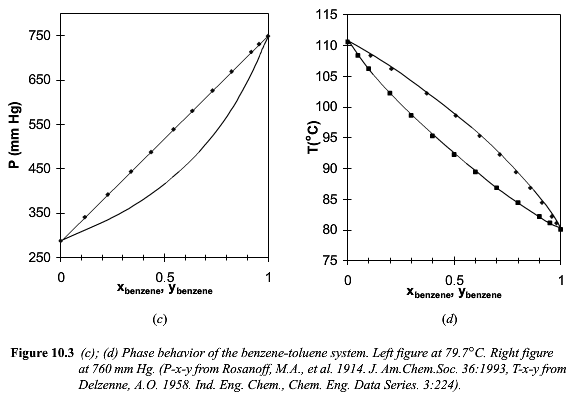 750
650
550
450
350
250
P (mm Hg)
0
0.5
1
xbenzene, ybenzene
(c)
115
110
105
100
95
90
85
80
75
T(°C)
0
0.5
1
xbenzene, ybenzene
(d)
Figure 10.3 (c); (d) Phase behavior of the benzene-toluene system. Left figure at 79.7°C. Right figure
at 760 mm Hg. (P-x-y from Rosanoff, M.A., et al. 1914. J. Am.Chem.Soc. 36:1993, T-x-y from
Delzenne, A.O. 1958. Ind. Eng. Chem., Chem. Eng. Data Series. 3:224).